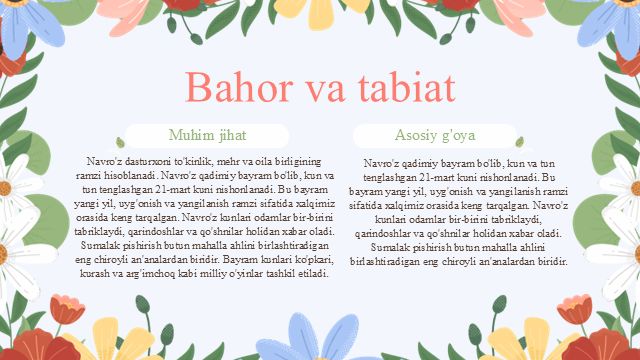 Bahor va tabiat
Muhim jihat
Navro'z dasturxoni to'kinlik, mehr va oila birligining
ramzi hisoblanadi. Navro'z qadimiy bayram bo'lib, kun va
tun tenglashgan 21-mart kuni nishonlanadi. Bu bayram
yangi yil, uyg'onish va yangilanish ramzi sifatida xalqimiz
orasida keng tarqalgan. Navro'z kunlari odamlar bir-birini
tabriklaydi, qarindoshlar va qo'shnilar holidan xabar oladi.
Sumalak pishirish butun mahalla ahlini birlashtiradigan
eng chiroyli an'analardan biridir. Bayram kunlari ko'pkari,
kurash va arg'imchoq kabi milliy o'yinlar tashkil etiladi.
Asosiy g'oya
Navro'z qadimiy bayram bo'lib, kun va tun
tenglashgan 21-mart kuni nishonlanadi. Bu
bayram yangi yil, uyg'onish va yangilanish ramzi
sifatida xalqimiz orasida keng tarqalgan. Navro'z
kunlari odamlar bir-birini tabriklaydi,
qarindoshlar va qo'shnilar holidan xabar oladi.
Sumalak pishirish butun mahalla ahlini
birlashtiradigan eng chiroyli an'analardan biridir.